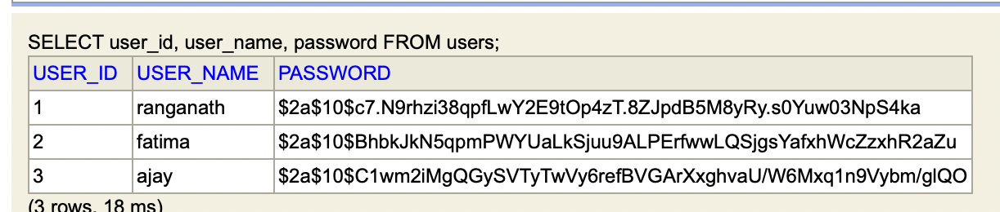 SELECT user_id, user_name, password FROM users;
USER_ID USER_NAME PASSWORD
1 ranganath $2a$10$c7.N9rhzi38qpfLwY2E9tOp4zT.8ZJpdB5M8yRy.s0Yuw03NpS4ka
2 fatima $2a$10$BhbkJkN5qpmPWYUaLkSjuu9ALPErfwwLQSjgsYafxhWcZzxhR2aZu
3 ajay $2a$10$C1wm2iMgQGySVTyTwVy6refBVGArXxghvaU/W6Mxq1n9Vybm/glQO
(3 rows, 18 ms)